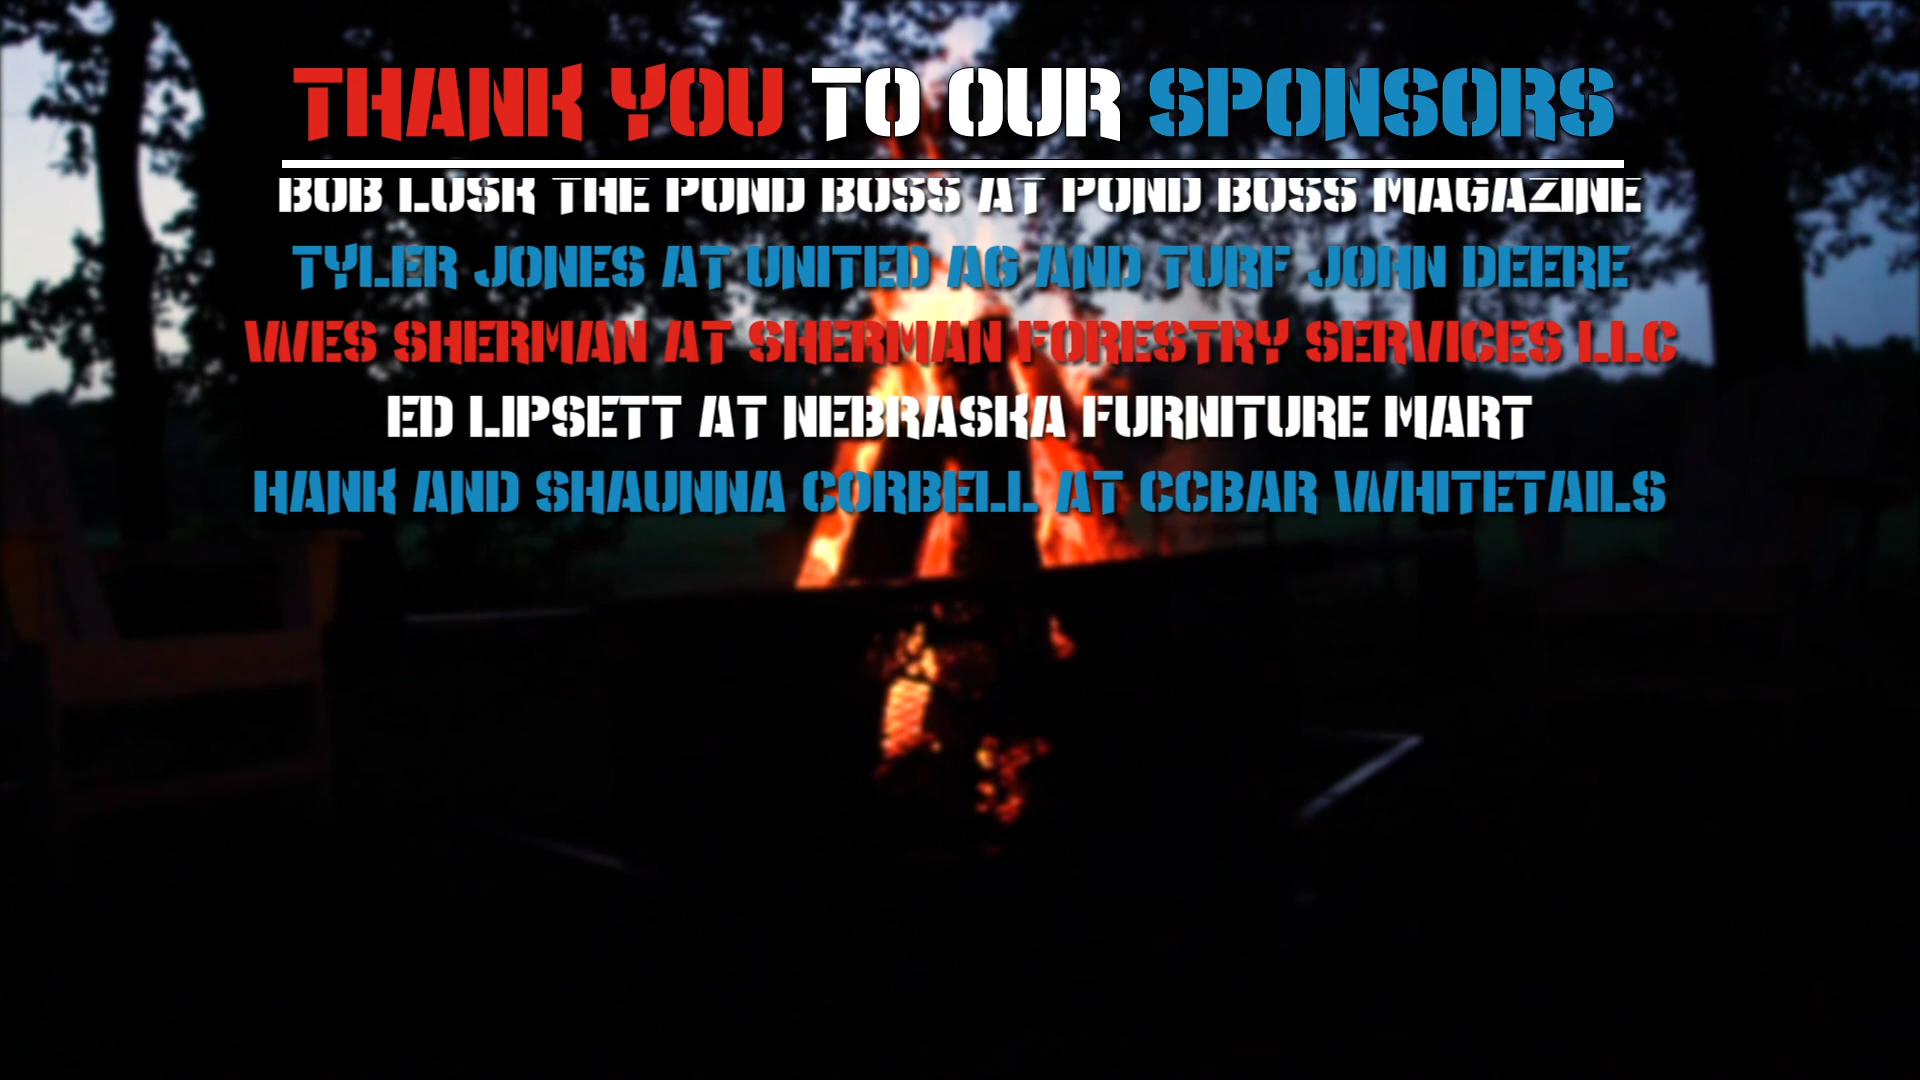 THANK YOU TO OUR SPONSORS
BOB LUSK THE POND BOSS AT POND BOSS MAGAZINE
TYLER JONES AT UNITED AG AND TURF JOHN DEERE
WES SHERMAN AT SHERMAN FORESTRY SERVICES LLC
ED LIPSETT AT NEBRASKA FURNITURE MART
HANK AND SHAUNNA CORBELL AT CCBAR WHITETAILS